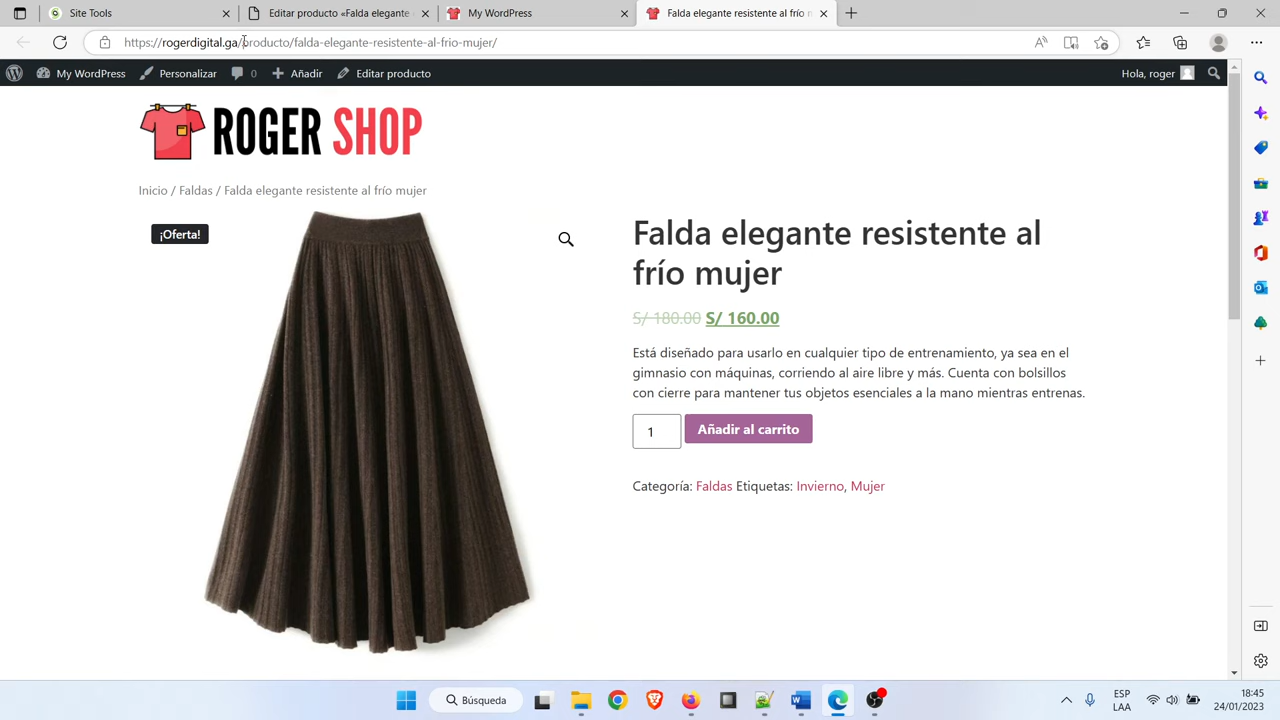 Site Tools
Editar producto «Falda elegante
My WordPress
Falda elegante resistente al frío m
https://rogerdigital.ga/producto/falda-elegante-resistente-al-frio-mujer/
My WordPress
Personalizar
0
Añadir
Editar producto
Hola, roger
ROGER SHOP
Inicio / Faldas / Falda elegante resistente al frío mujer
¡Oferta!
Falda elegante resistente al
frío mujer
S/ 180.00 S/ 160.00
Está diseñado para usarlo en cualquier tipo de entrenamiento, ya sea en el
gimnasio con máquinas, corriendo al aire libre y más. Cuenta con bolsillos
con cierre para mantener tus objetos esenciales a la mano mientras entrenas.
1
Añadir al carrito
Categoría: Faldas Etiquetas: Invierno, Mujer
Búsqueda
ESP
LAA
18:45
24/01/2023